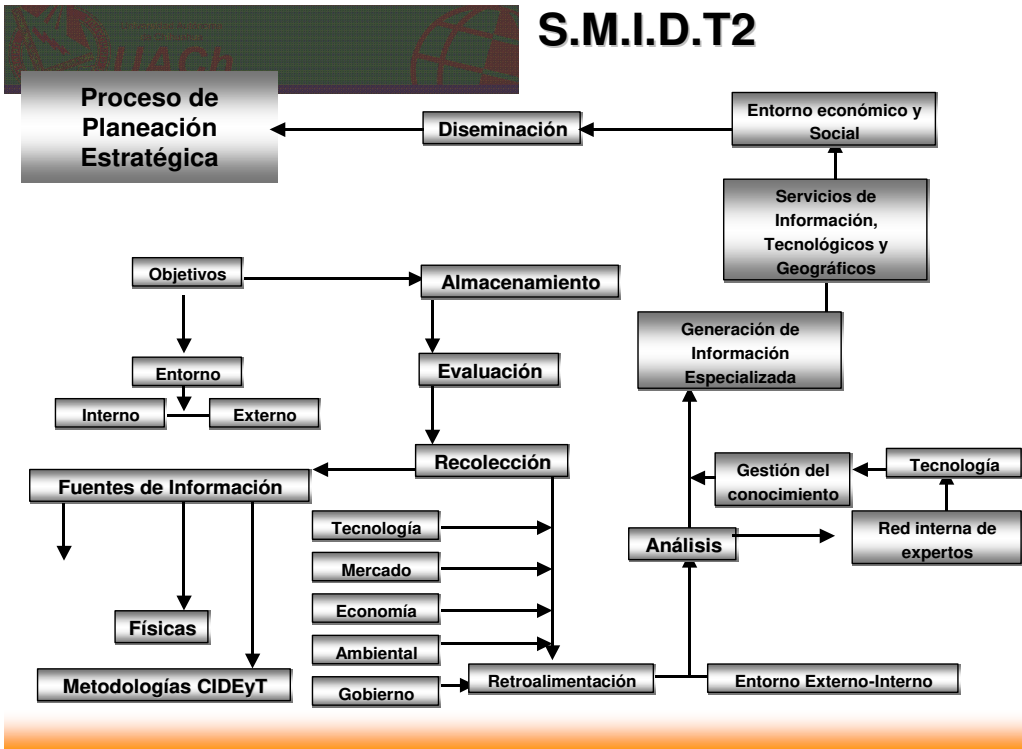 S.M.I.D.T2
UACh
Proceso de
Planeación
Estratégica
Diseminación
Entorno económico y
Social
Servicios de
Información,
Tecnológicos y
Geográficos
Objetivos
Almacenamiento
Generación de
Información
Especializada
Entorno
Evaluación
Interno
Externo
Recolección
Gestión del
conocimiento
Tecnología
Fuentes de Información
Tecnología
Análisis
Red interna de
expertos
Mercado
Economía
Físicas
Ambiental
Metodologías CIDEyT
Gobierno
Retroalimentación
Entorno Externo-Interno